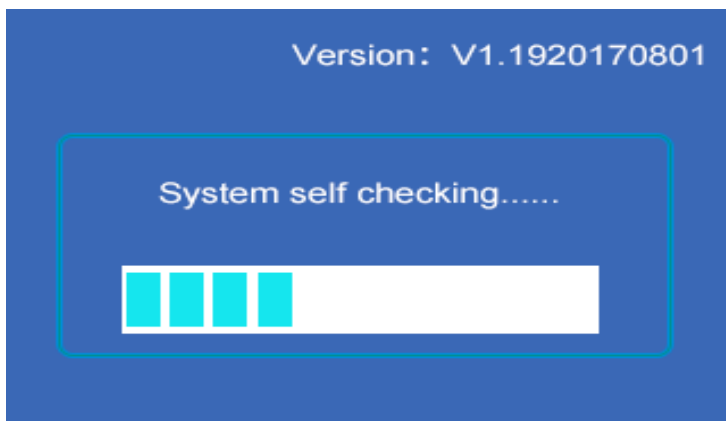 Version： V1.1920170801
System self checking......